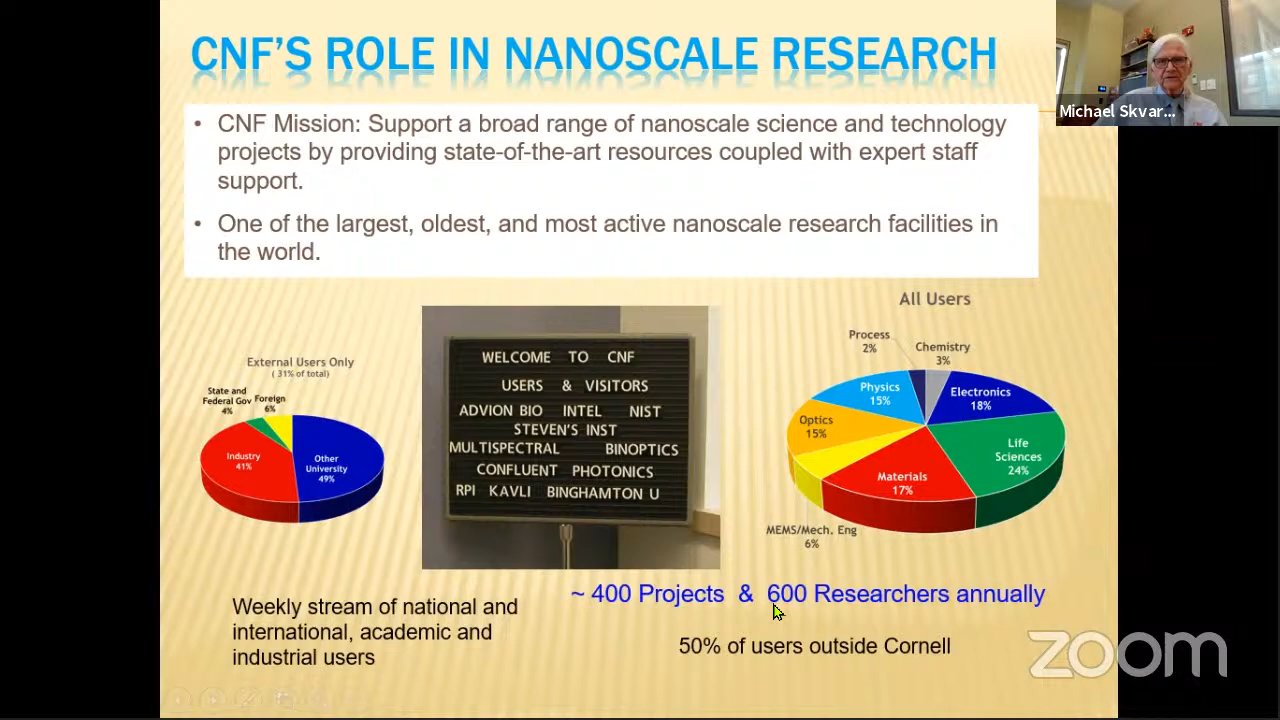 CNF'S ROLE IN NANOSCALE RESEARCH
Michael Skvar...
• CNF Mission: Support a broad range of nanoscale science and technology
projects by providing state-of-the-art resources coupled with expert staff
support.
• One of the largest, oldest, and most active nanoscale research facilities in
the world.
External Users Only
( 31% of total)
State and
Federal Gov
4%
Foreign
6%
Industry
41%
Other
University
49%
WELCOME TO CNF
USERS & VISITORS
ADVION BIO INTEL NIST
STEVEN'S INST
MULTISPECTRAL BINOPTICS
CONFLUENT PHOTONICS
RPI KAVLI BINGHAMTON U
All Users
Process
2%
Chemistry
3%
Physics
15%
Electronics
18%
Optics
15%
Life
Sciences
24%
Materials
17%
MEMS/Mech. Eng
6%
~ 400 Projects & 600 Researchers annually
Weekly stream of national and
international, academic and
industrial users
50% of users outside Cornell
zoom